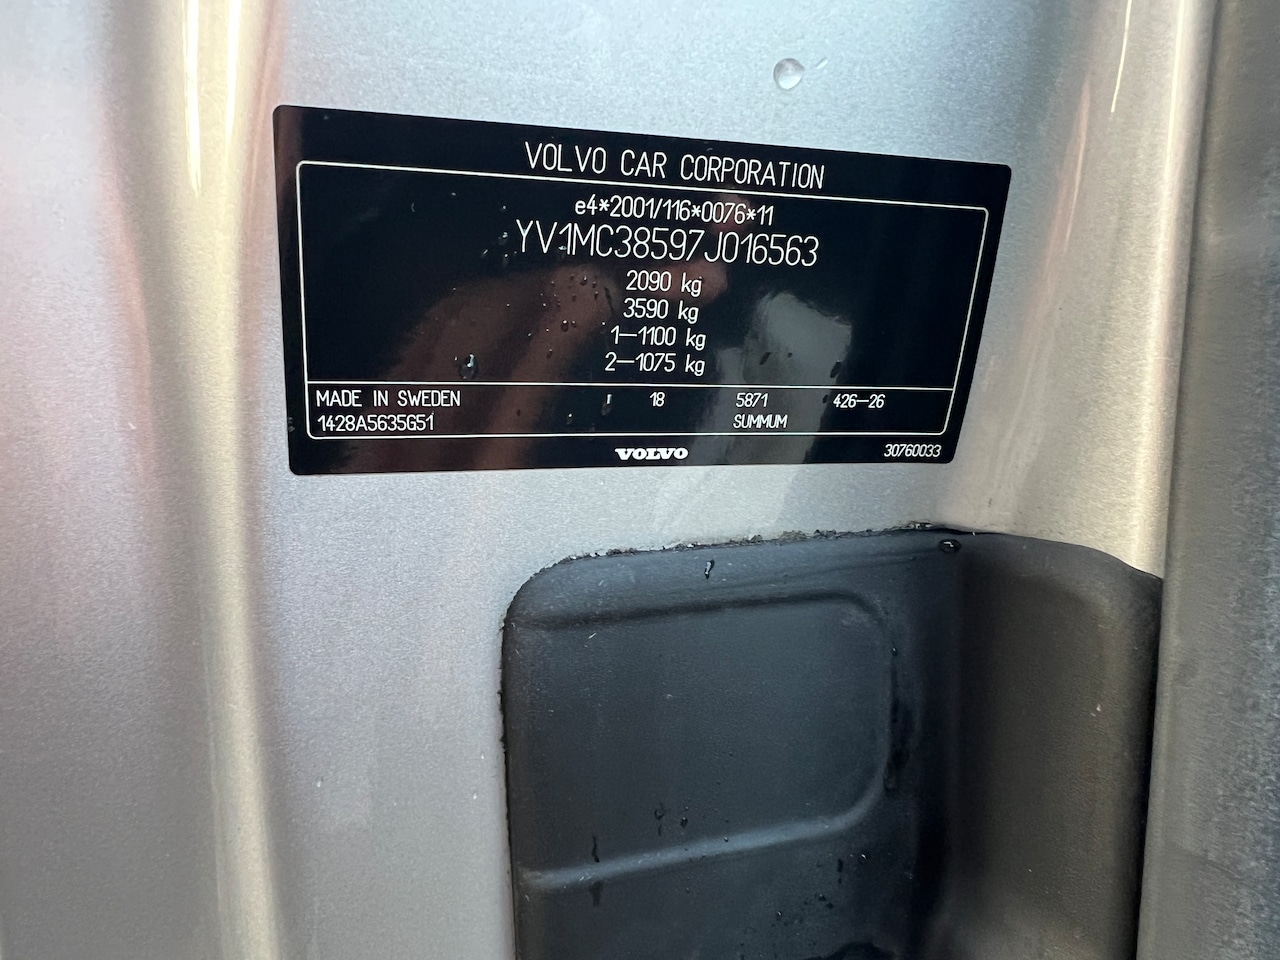 VOLVO CAR CORPORATION
e4*2001/116*0076*11
YV1MC38597J016563
2090 kg
3590 kg
1—1100 kg
2—1075 kg
MADE IN SWEDEN 18 5871 426—26
1428A5635G51 SUMMUM
VOLVO 30760033